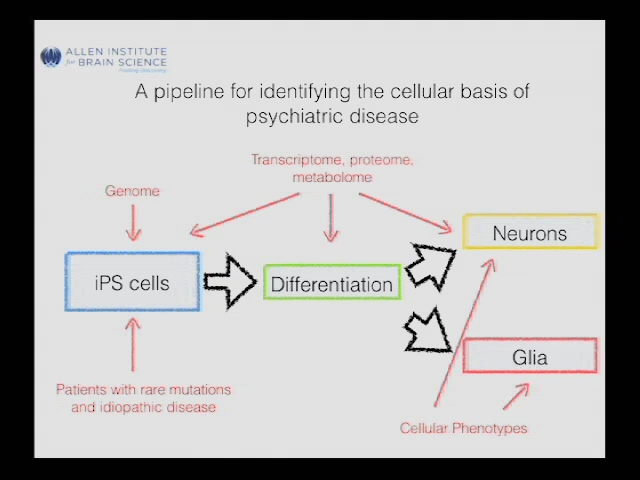 ALLEN INSTITUTE
for BRAIN SCIENCE
A pipeline for identifying the cellular basis of
psychiatric disease
Transcriptome, proteome,
metabolome
Genome
Neurons
iPS cells
Differentiation
Glia
Patients with rare mutations
and idiopathic disease
Cellular Phenotypes